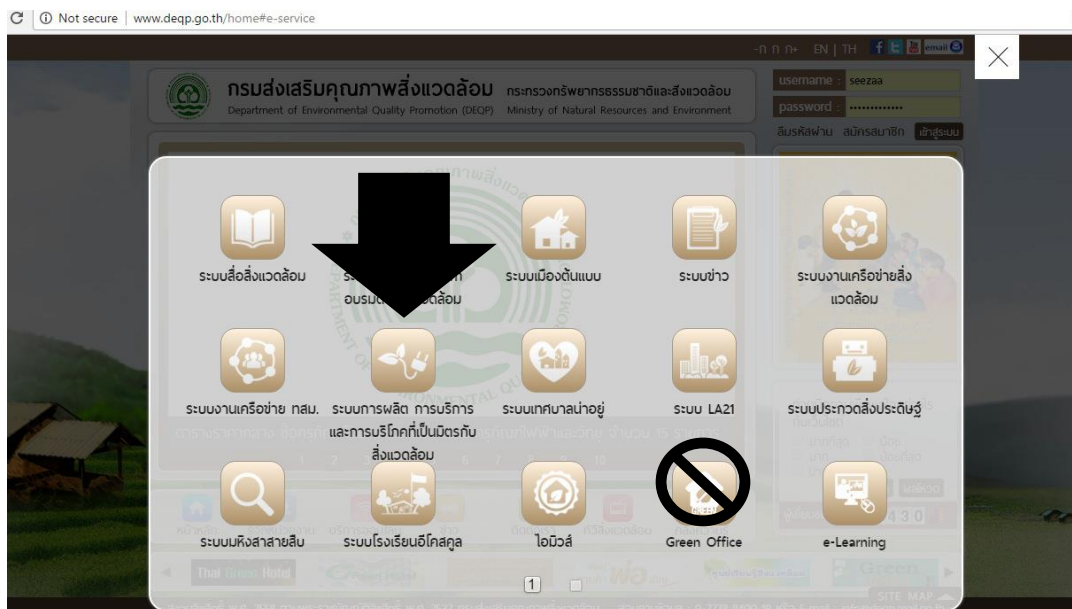 Not secure | www.deqp.go.th/home#e-service
-ก ก ก+ EN | TH email
กรมส่งเสริมคุณภาพสิ่งแวดล้อม กระทรวงทรัพยากรธรรมชาติและสิ่งแวดล้อม
Department of Environmental Quality Promotion (DEQP) Ministry of Natural Resources and Environment
username : seezaa
password :
ลืมรหัสผ่าน สมัครสมาชิก เข้าสู่ระบบ
ระบบสื่อสิ่งแวดล้อม
ระบบเมืองต้นแบบ
ระบบข่าว
ระบบงานเครือข่ายสิ่ง
แวดล้อม
ระบบงานเครือข่าย ทสม.
ระบบการผลิต การบริการ
และการบริโภคที่เป็นมิตรกับ
สิ่งแวดล้อม
ระบบเทศบาลน่าอยู่
ระบบ LA21
ระบบประกวดสิ่งประดิษฐ์
ระบบมหิงสาสายสืบ
ระบบโรงเรียนอีโคสคูล
ไอมิวส์
Green Office
e-Learning
Thai Green Hotel
1
SITE MAP